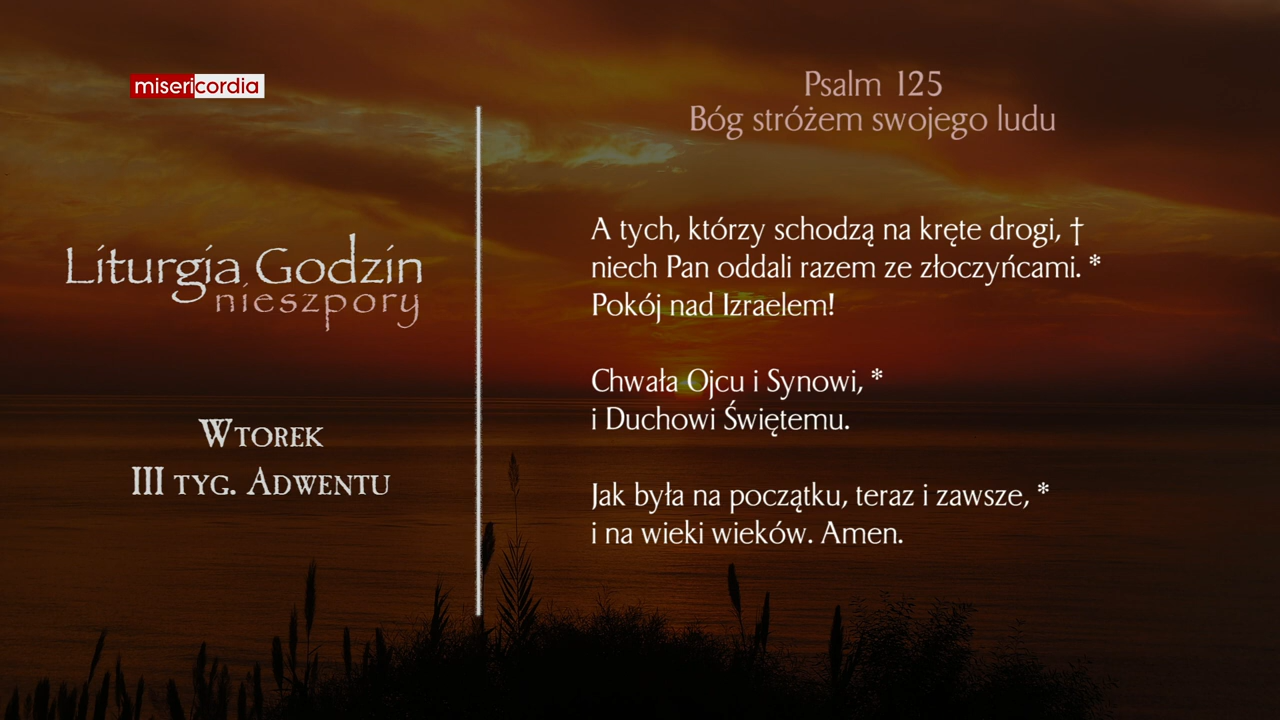 misericordia
Liturgia Godzin
nieszpory
Wtorek
III tyg. Adwentu
Psalm 125
Bóg stróżem swojego ludu
A tych, którzy schodzą na kręte drogi, †
niech Pan oddali razem ze złoczyńcami. *
Pokój nad Izraelem!
Chwała Ojcu i Synowi, *
i Duchowi Świętemu.
Jak była na początku, teraz i zawsze, *
i na wieki wieków. Amen.